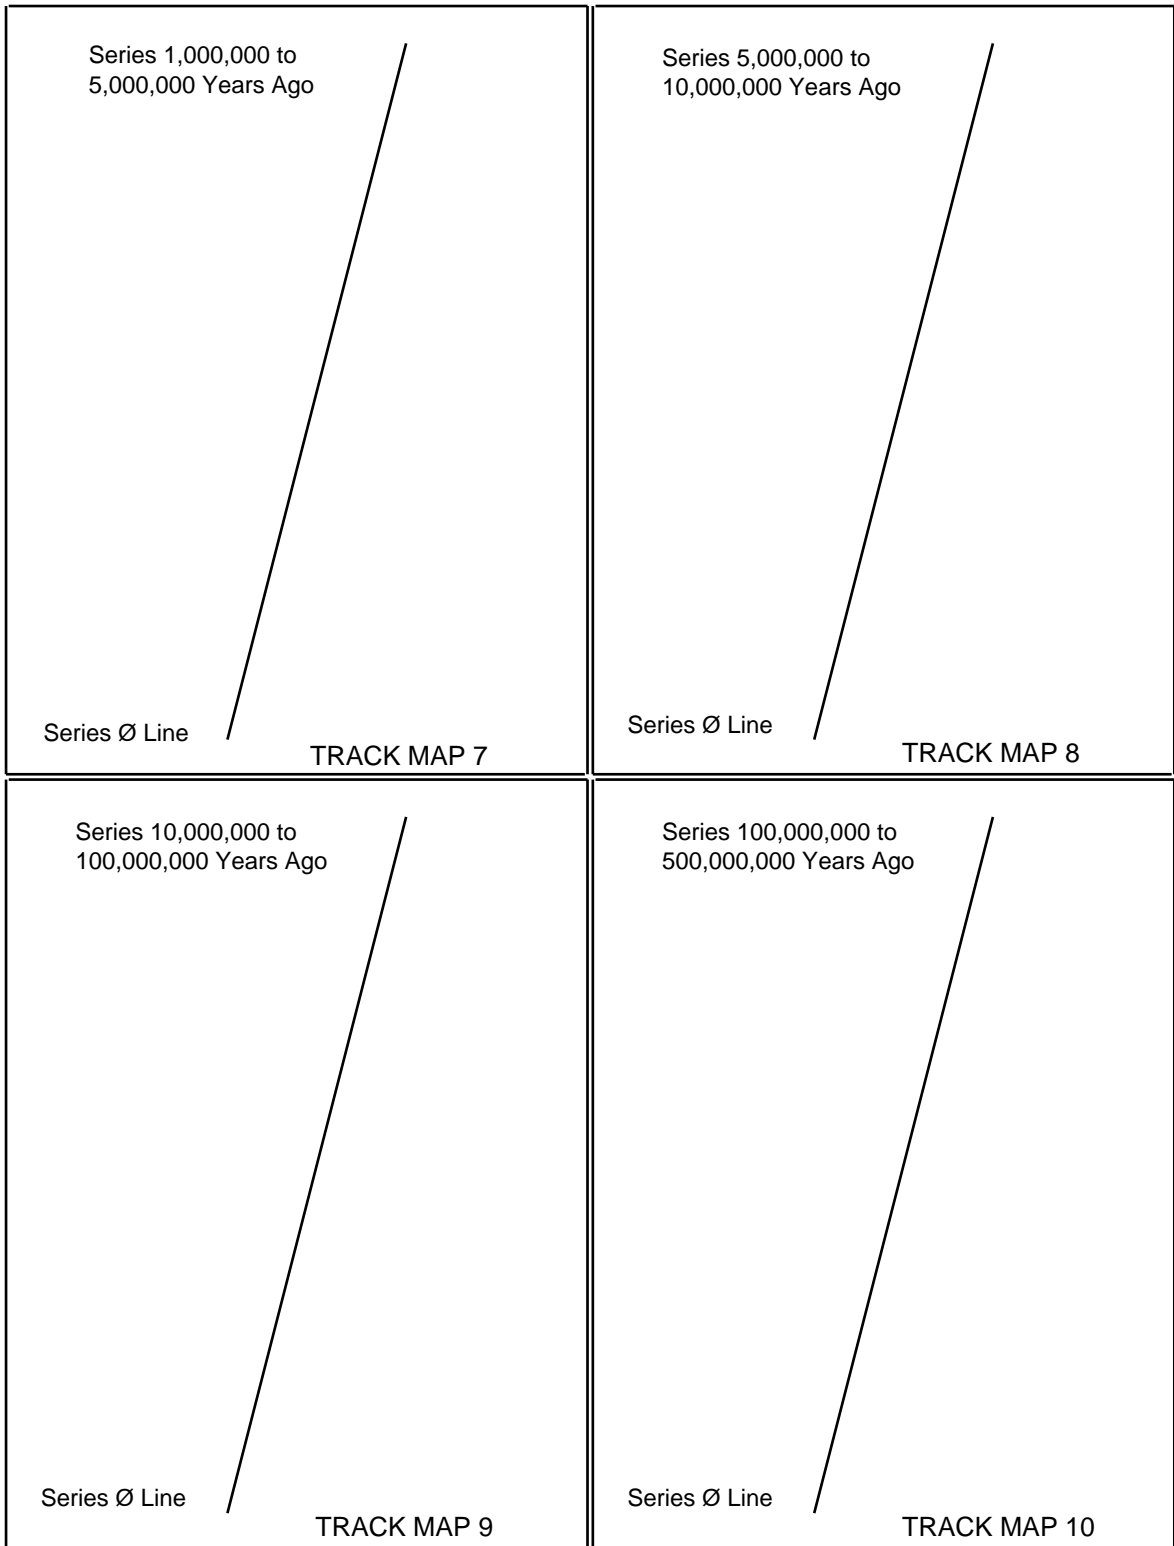 Series 1,000,000 to
5,000,000 Years Ago
Series Ø Line
TRACK MAP 7
Series 5,000,000 to
10,000,000 Years Ago
Series Ø Line
TRACK MAP 8
Series 10,000,000 to
100,000,000 Years Ago
Series Ø Line
TRACK MAP 9
Series 100,000,000 to
500,000,000 Years Ago
Series Ø Line
TRACK MAP 10